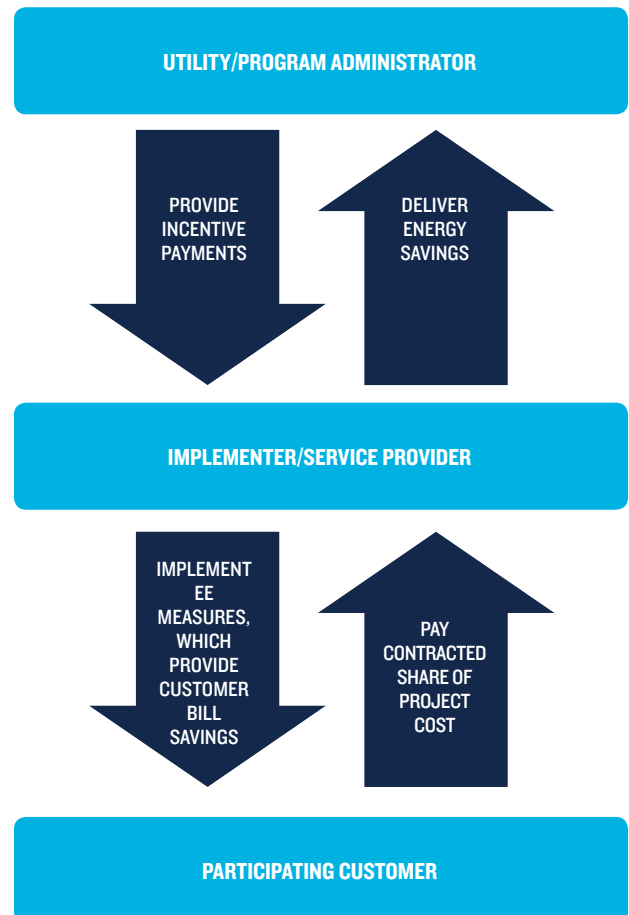 UTILITY/PROGRAM ADMINISTRATOR
PROVIDE
INCENTIVE
PAYMENTS
DELIVER
ENERGY
SAVINGS
IMPLEMENTER/SERVICE PROVIDER
IMPLEMENT
EE
MEASURES,
WHICH
PROVIDE
CUSTOMER
BILL
SAVINGS
PAY
CONTRACTED
SHARE OF
PROJECT
COST
PARTICIPATING CUSTOMER